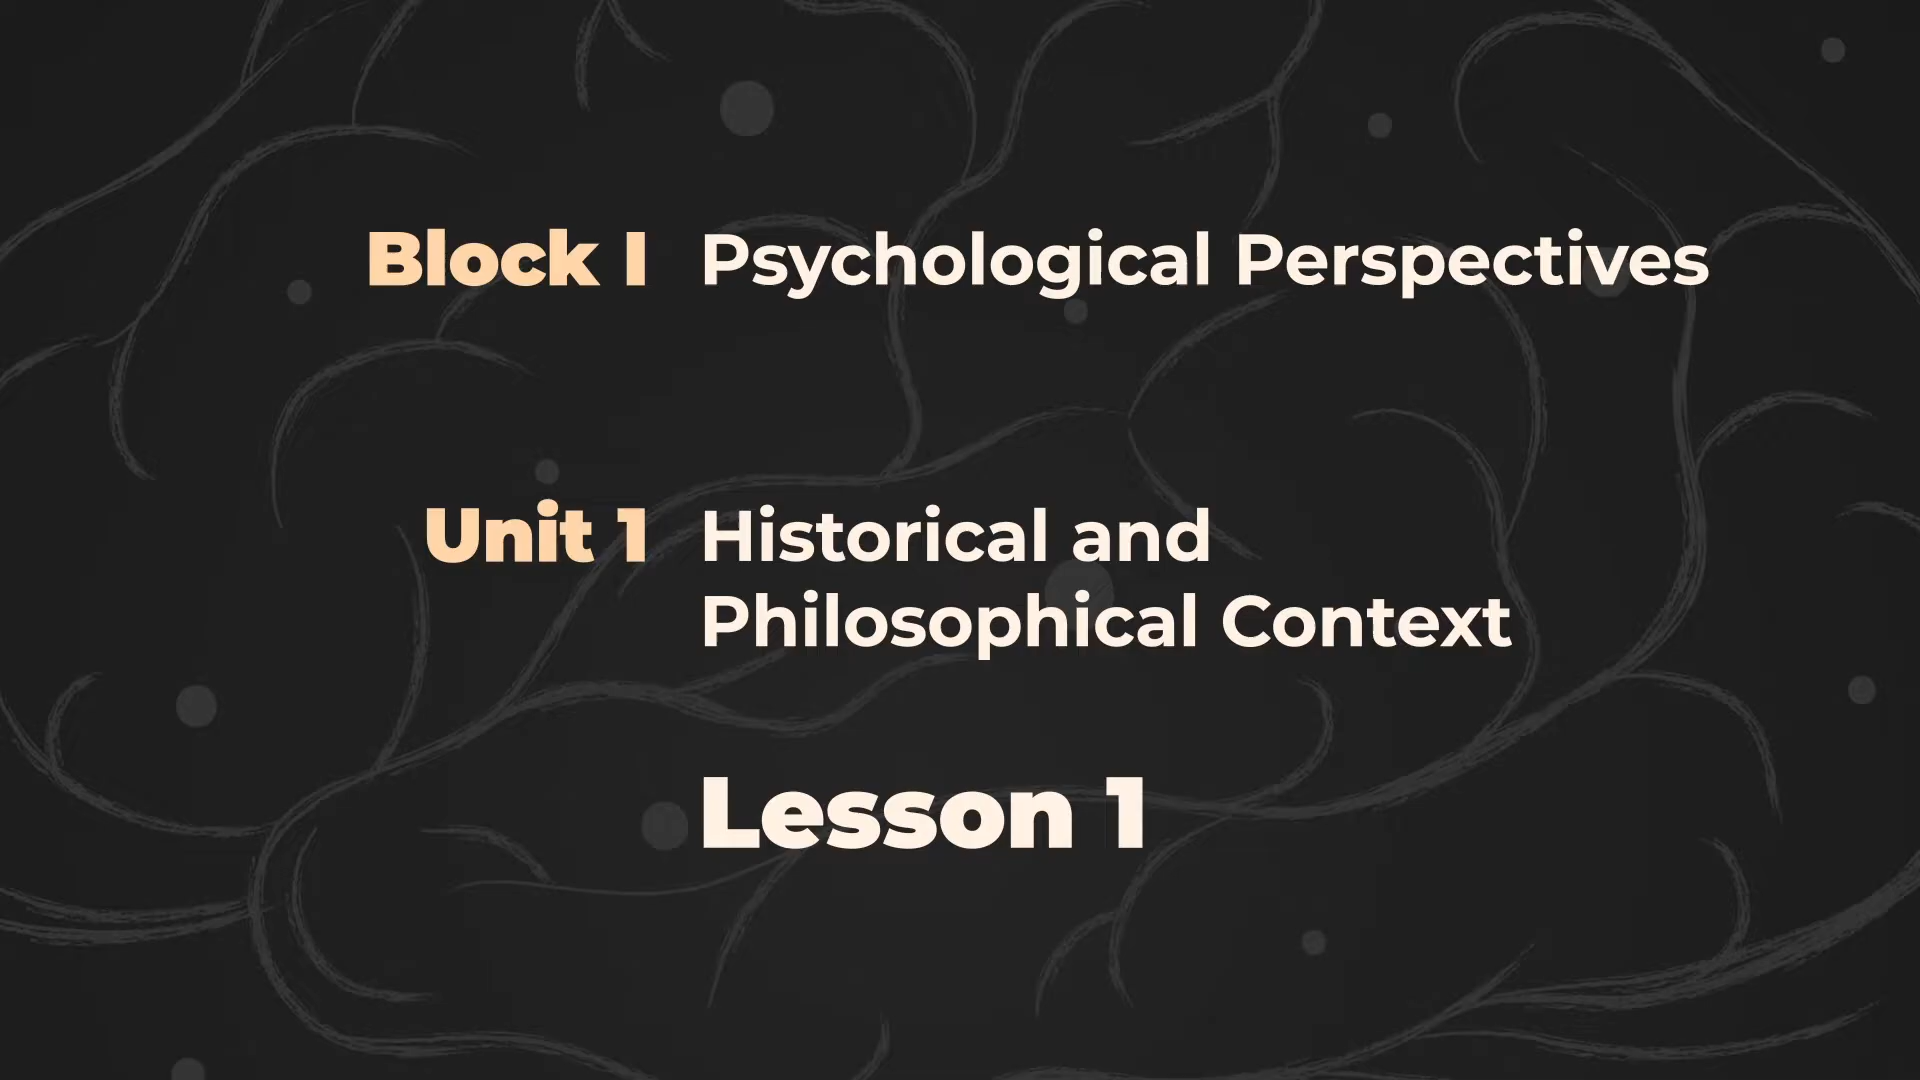 Block I Psychological Perspectives
Unit 1 Historical and
Philosophical Context
Lesson 1